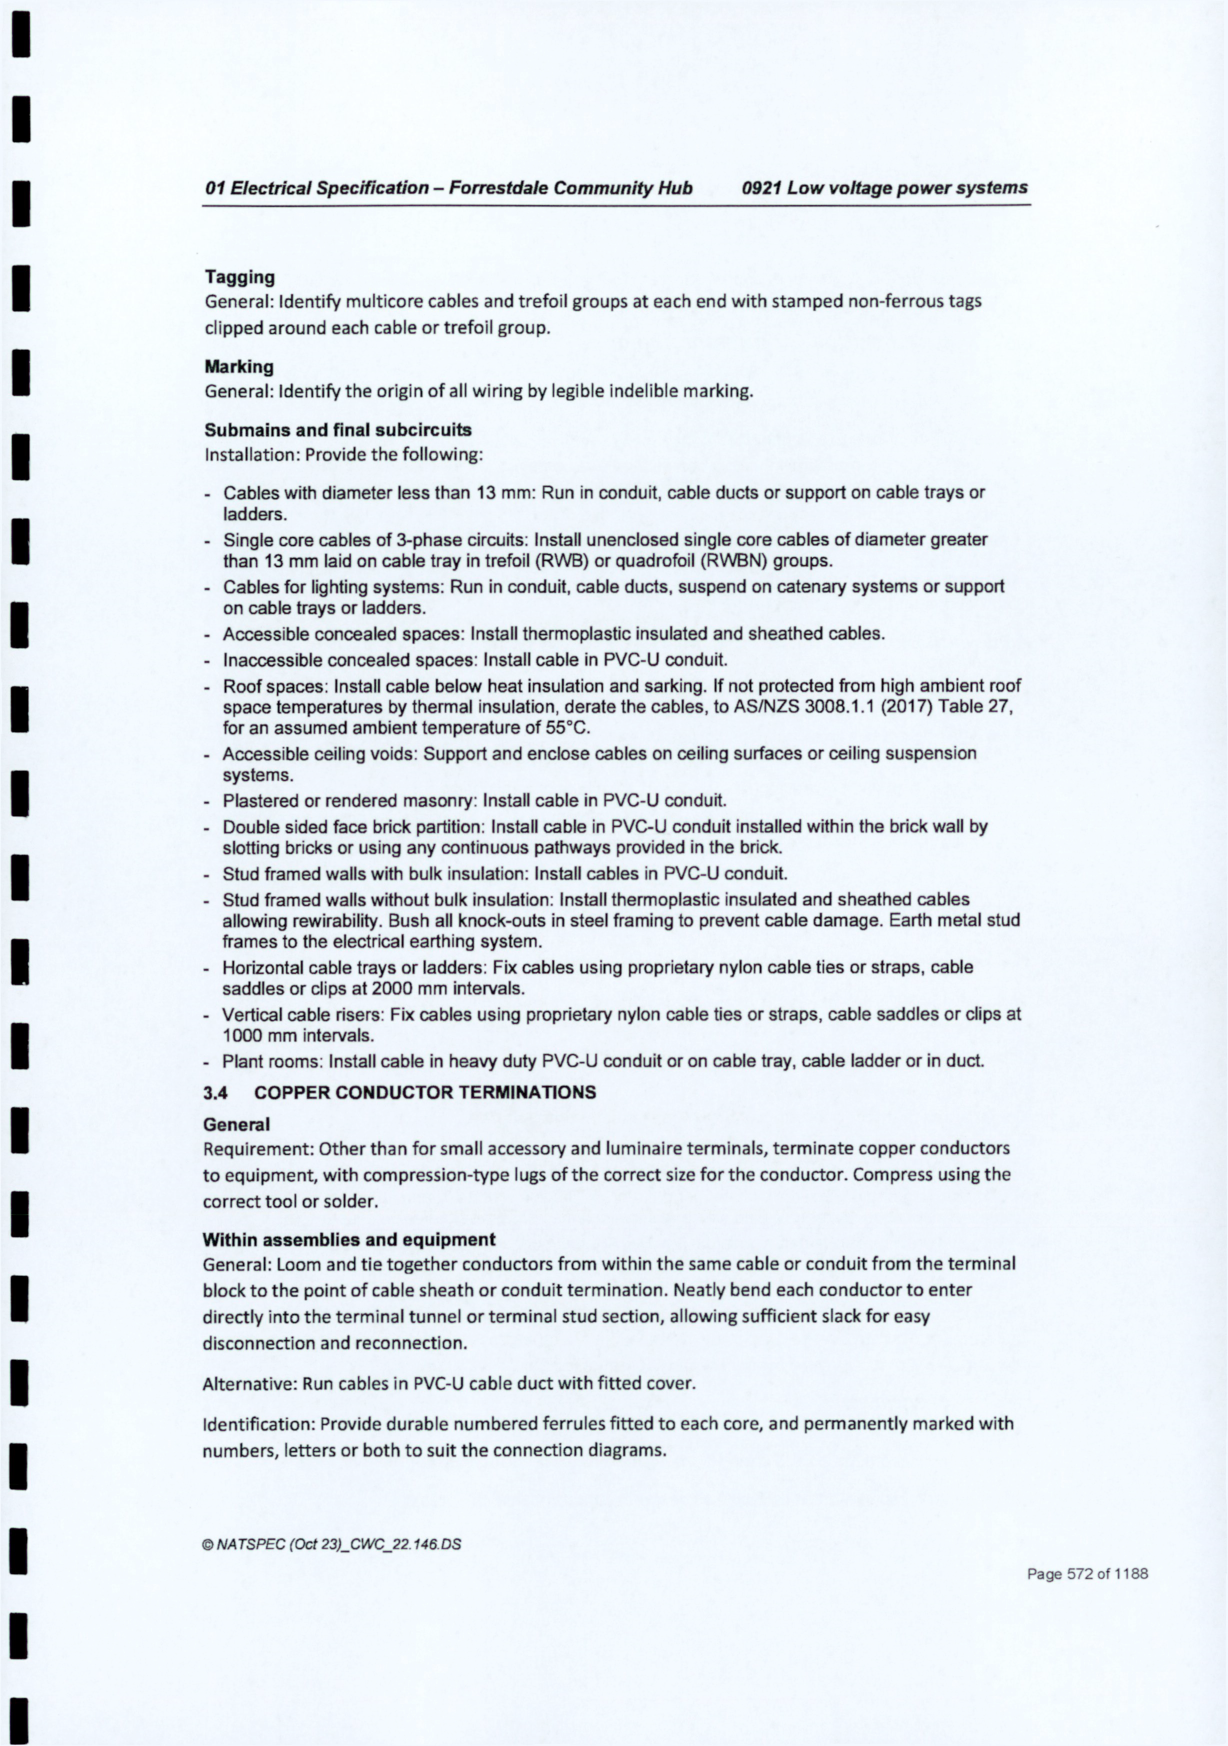 01 Electrical Specification – Forrestdale Community Hub 0921 Low voltage power systems
Tagging
General: Identify multicore cables and trefoil groups at each end with stamped non-ferrous tags
clipped around each cable or trefoil group.
Marking
General: Identify the origin of all wiring by legible indelible marking.
Submains and final subcircuits
Installation: Provide the following:
- Cables with diameter less than 13 mm: Run in conduit, cable ducts or support on cable trays or
ladders.
- Single core cables of 3-phase circuits: Install unenclosed single core cables of diameter greater
than 13 mm laid on cable tray in trefoil (RWB) or quadrofoil (RWBN) groups.
- Cables for lighting systems: Run in conduit, cable ducts, suspend on catenary systems or support
on cable trays or ladders.
- Accessible concealed spaces: Install thermoplastic insulated and sheathed cables.
- Inaccessible concealed spaces: Install cable in PVC-U conduit.
- Roof spaces: Install cable below heat insulation and sarking. If not protected from high ambient roof
space temperatures by thermal insulation, derate the cables, to AS/NZS 3008.1.1 (2017) Table 27,
for an assumed ambient temperature of 55°C.
- Accessible ceiling voids: Support and enclose cables on ceiling surfaces or ceiling suspension
systems.
- Plastered or rendered masonry: Install cable in PVC-U conduit.
- Double sided face brick partition: Install cable in PVC-U conduit installed within the brick wall by
slotting bricks or using any continuous pathways provided in the brick.
- Stud framed walls with bulk insulation: Install cables in PVC-U conduit.
- Stud framed walls without bulk insulation: Install thermoplastic insulated and sheathed cables
allowing rewirability. Bush all knock-outs in steel framing to prevent cable damage. Earth metal stud
frames to the electrical earthing system.
- Horizontal cable trays or ladders: Fix cables using proprietary nylon cable ties or straps, cable
saddles or clips at 2000 mm intervals.
- Vertical cable risers: Fix cables using proprietary nylon cable ties or straps, cable saddles or clips at
1000 mm intervals.
- Plant rooms: Install cable in heavy duty PVC-U conduit or on cable tray, cable ladder or in duct.
3.4 COPPER CONDUCTOR TERMINATIONS
General
Requirement: Other than for small accessory and luminaire terminals, terminate copper conductors
to equipment, with compression-type lugs of the correct size for the conductor. Compress using the
correct tool or solder.
Within assemblies and equipment
General: Loom and tie together conductors from within the same cable or conduit from the terminal
block to the point of cable sheath or conduit termination. Neatly bend each conductor to enter
directly into the terminal tunnel or terminal stud section, allowing sufficient slack for easy
disconnection and reconnection.
Alternative: Run cables in PVC-U cable duct with fitted cover.
Identification: Provide durable numbered ferrules fitted to each core, and permanently marked with
numbers, letters or both to suit the connection diagrams.
© NATSPEC (Oct 23)_CWC_22.146.DS
Page 572 of 1188